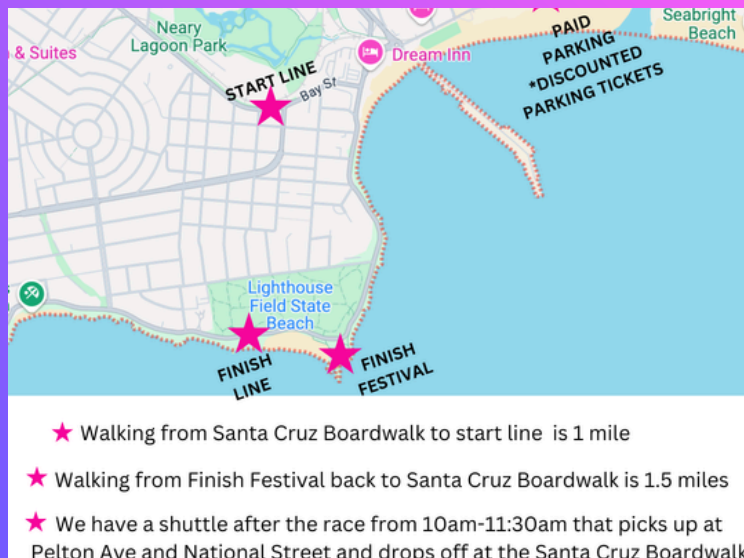 Neary
Lagoon Park
Seabright
Beach
& Suites
Dream Inn
PAID
PARKING
*DISCOUNTED
PARKING TICKETS
START LINE
Bay St
Lighthouse
Field State
Beach
FINISH
LINE
FINISH
FESTIVAL
Walking from Santa Cruz Boardwalk to start line is 1 mile
Walking from Finish Festival back to Santa Cruz Boardwalk is 1.5 miles
We have a shuttle after the race from 10am-11:30am that picks up at
Pelton Ave and National Street and drops off at the Santa Cruz Boardwalk